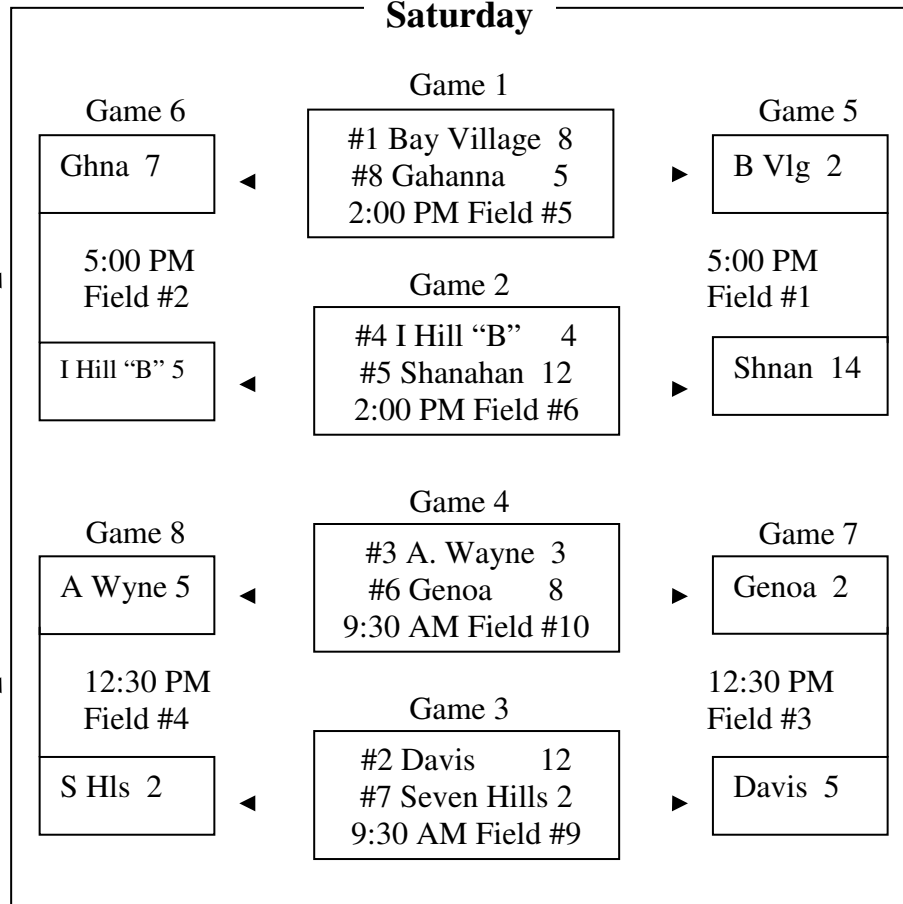 Saturday
Game 6
Ghna 7
5:00 PM
Field #2
I Hill “B” 5
Game 1
#1 Bay Village 8
#8 Gahanna 5
2:00 PM Field #5
Game 2
#4 I Hill “B” 4
#5 Shanahan 12
2:00 PM Field #6
Game 5
B Vlg 2
5:00 PM
Field #1
Shnan 14
Game 8
A Wyne 5
12:30 PM
Field #4
S Hls 2
Game 4
#3 A. Wayne 3
#6 Genoa 8
9:30 AM Field #10
Game 3
#2 Davis 12
#7 Seven Hills 2
9:30 AM Field #9
Game 7
Genoa 2
12:30 PM
Field #3
Davis 5